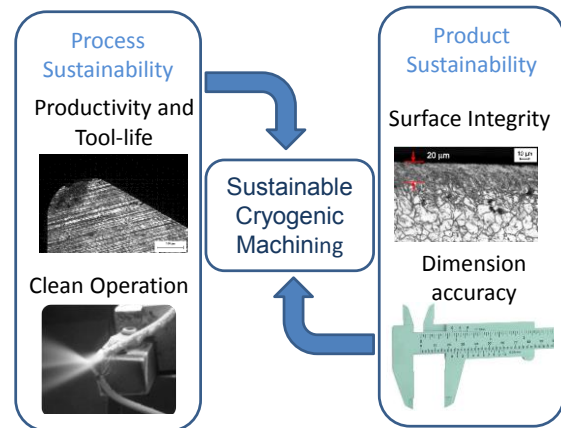 Process
Sustainability
Productivity and
Tool-life
Clean Operation
Sustainable
Cryogenic
Machining
Product
Sustainability
Surface Integrity
20 µm
10 µm
Dimension
accuracy